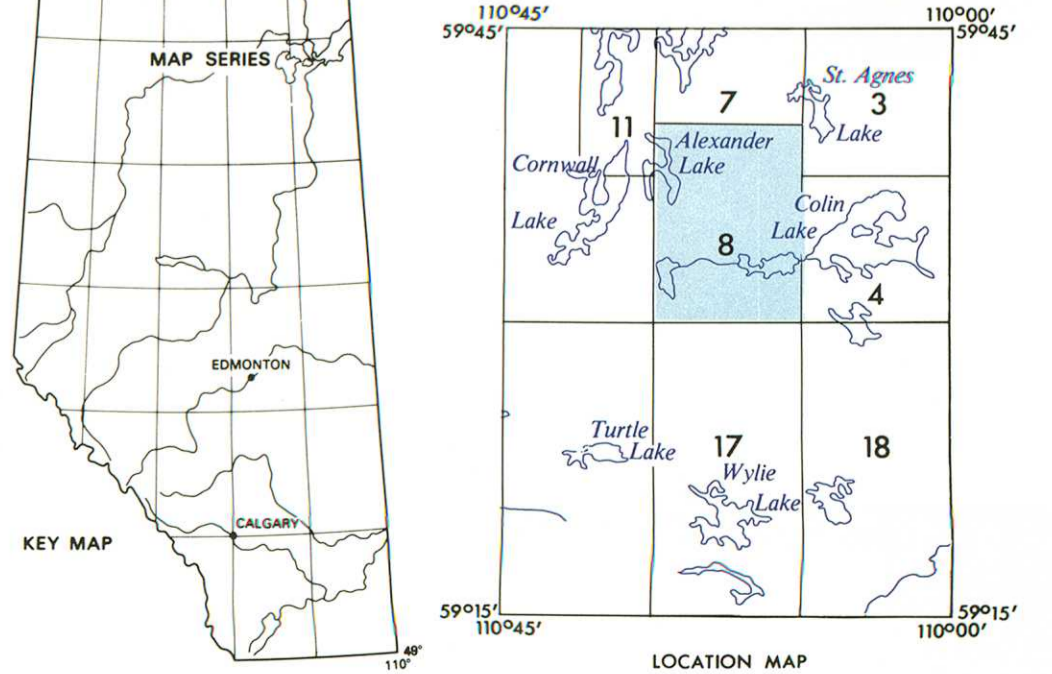 MAP SERIES
EDMONTON
CALGARY
KEY MAP
49°
110°
110°45′
110°00′
59°45′
59°45′
St. Agnes
7
3
11
Lake
Alexander
Cornwall
Lake
Colin
Lake
Lake
8
4
Turtle
Lake
17
18
Wylie
Lake
59°15′
59°15′
110°45′
110°00′
LOCATION MAP